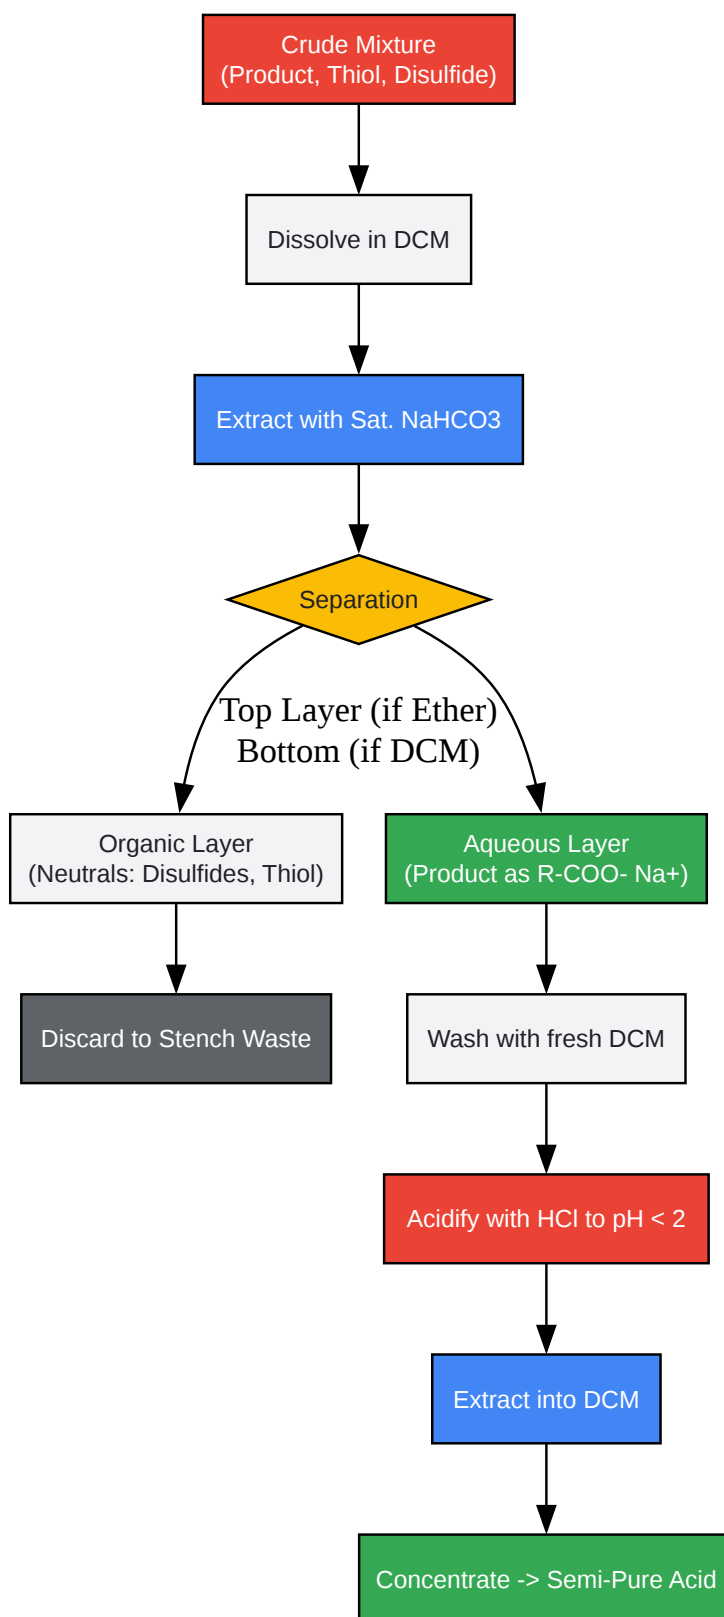 Crude Mixture
(Product, Thiol, Disulfide)
Dissolve in DCM
Extract with Sat. NaHCO3
Separation
Top Layer (if Ether)
Bottom (if DCM)
Organic Layer
(Neutrals: Disulfides, Thiol)
Aqueous Layer
(Product as R-COO- Na+)
Discard to Stench Waste
Wash with fresh DCM
Acidify with HCl to pH < 2
Extract into DCM
Concentrate -> Semi-Pure Acid